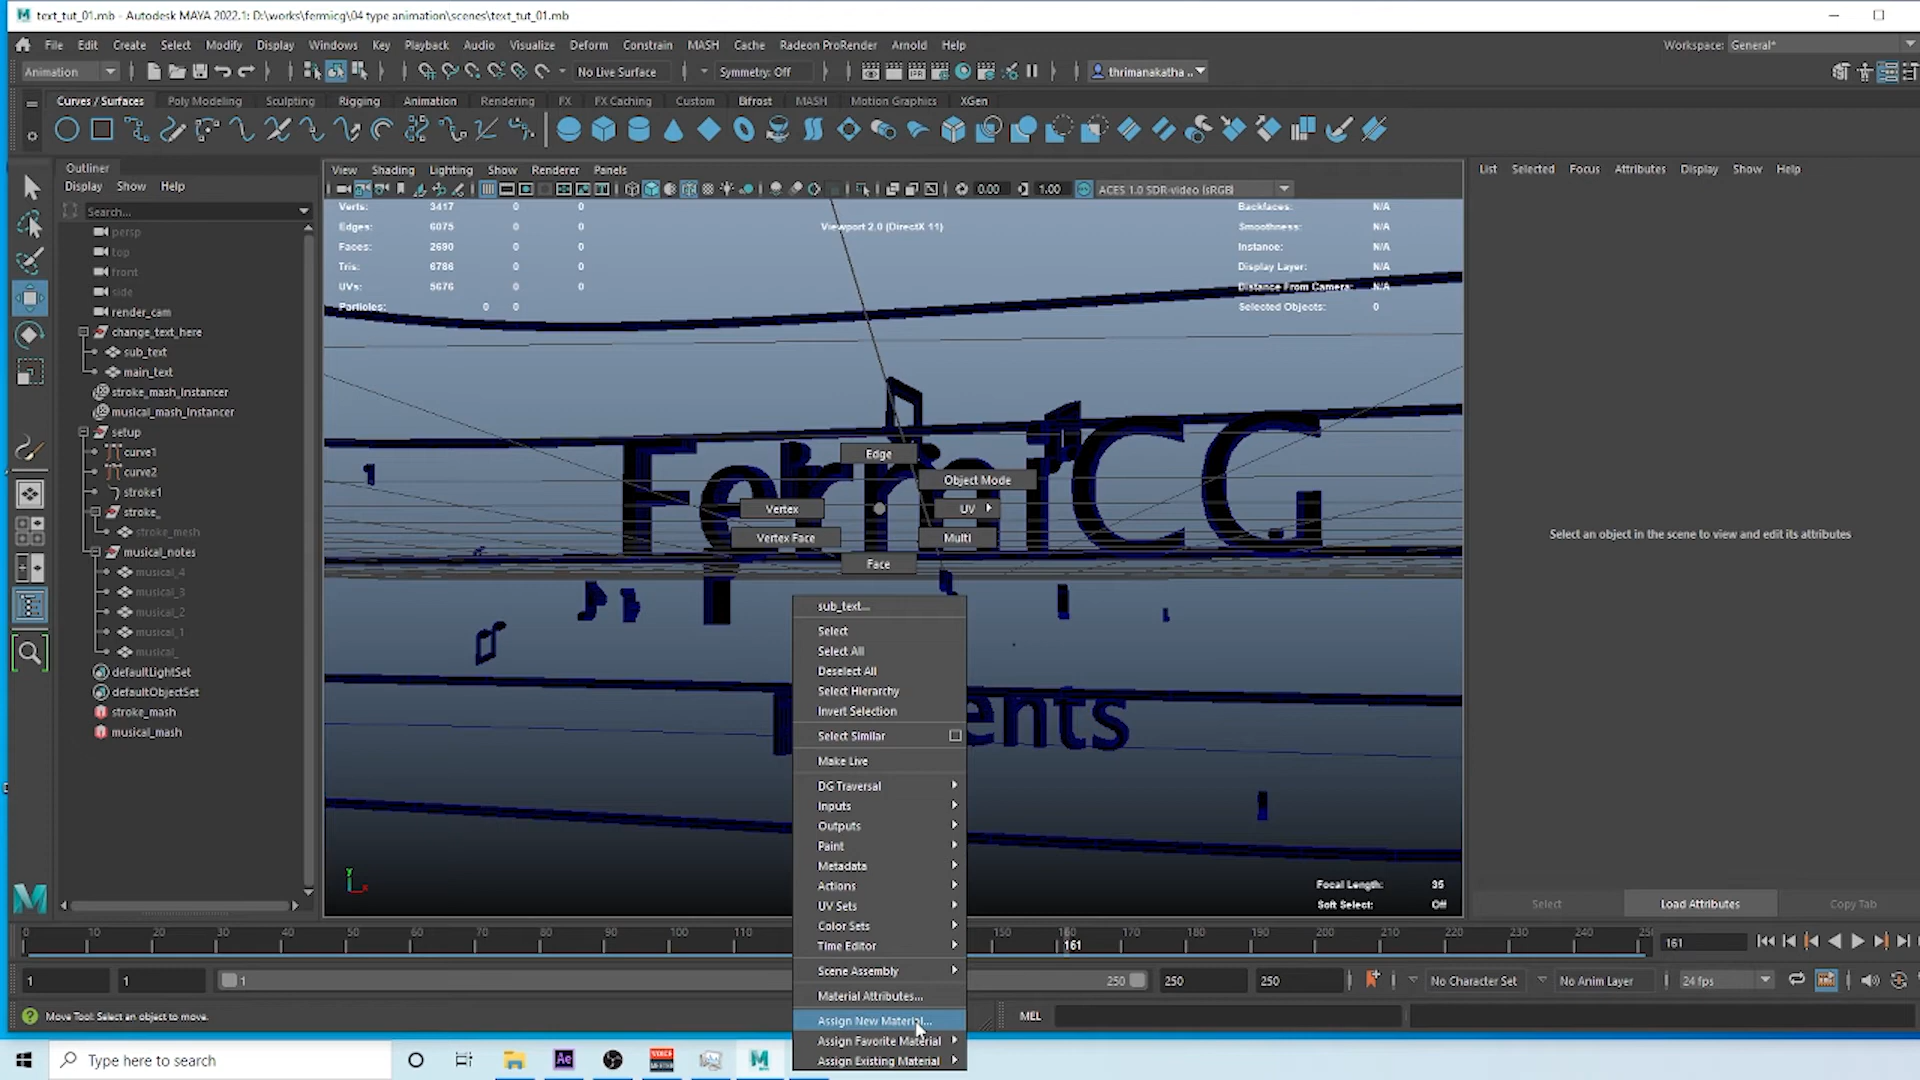 text_tut_01.mb - Autodesk MAYA 2022.1: D:\works\fermicg\04 type animation\scenes\text_tut_01.mb
File Edit Create Select Modify Display Windows Key Playback Audio Visualize Deform Constrain MASH Cache Radeon ProRender Arnold Help
Workspace: General*
Animation
No Live Surface
Symmetry: Off
thrimanakatha ..
Curves / Surfaces Poly Modeling Sculpting Rigging Animation Rendering FX FX Caching Custom Bifrost MASH Motion Graphics XGen
Outliner
Display Show Help
Search...
persp
top
front
side
render_cam
change_text_here
sub_text
main_text
stroke_mash_Instancer
musical_mash_Instancer
setup
curve1
curve2
stroke1
stroke_
stroke_mesh
musical_notes
musical_4
musical_3
musical_2
musical_1
musical_
defaultLightSet
defaultObjectSet
stroke_mash
musical_mash
View Shading Lighting Show Renderer Panels
0.00 1.00 ACES 1.0 SDR-video (sRGB)
Verts: 3417 0 0
Edges: 6075 0 0
Faces: 2690 0 0
Tris: 6786 0 0
UVs: 5676 0 0
Particles: 0 0
Viewport 2.0 (DirectX 11)
Backfaces: N/A
Smoothness: N/A
Instance: N/A
Display Layer: N/A
Distance From Camera: N/A
Selected Objects: 0
FermiCG
Edge
Object Mode
Vertex
UV
Vertex Face
Multi
Face
ents
sub_text...
Select
Select All
Deselect All
Select Hierarchy
Invert Selection
Select Similar
Make Live
DG Traversal
Inputs
Outputs
Paint
Metadata
Actions
UV Sets
Color Sets
Time Editor
Scene Assembly
Material Attributes...
Assign New Material...
Assign Favorite Material
Assign Existing Material
y
x
Focal Length: 35
Soft Select: Off
List Selected Focus Attributes Display Show Help
Select an object in the scene to view and edit its attributes
Select Load Attributes Copy Tab
0 10 20 30 40 50 60 70 80 90 100 110 150 160 170 180 190 200 210 220 230 240
161
161
1 1 1 250 250 250
No Character Set
No Anim Layer
24 fps
Move Tool: Select an object to move.
MEL
Type here to search
Ae